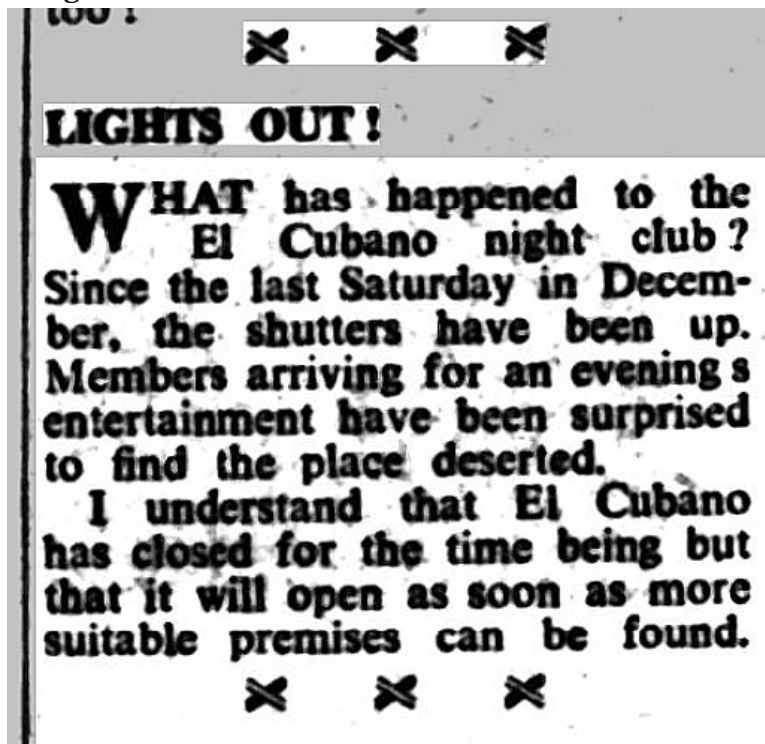 too !
LIGHTS OUT !
WHAT has happened to the
El Cubano night club ?
Since the last Saturday in Decem-
ber, the shutters have been up.
Members arriving for an evening s
entertainment have been surprised
to find the place deserted.
I understand that El Cubano
has closed for the time being but
that it will open as soon as more
suitable premises can be found.